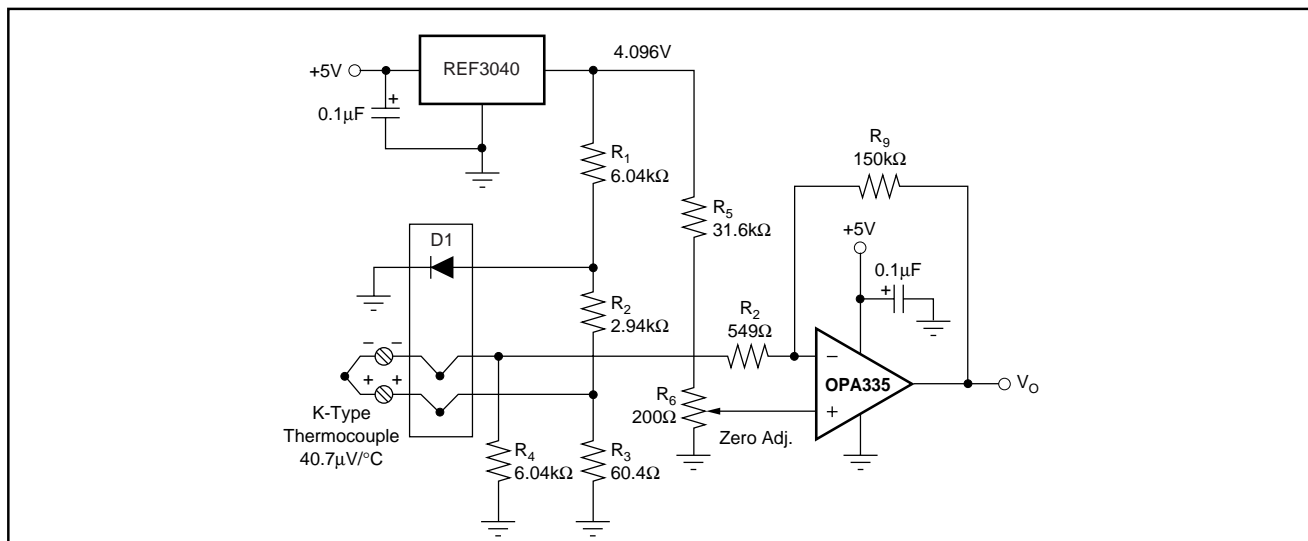 +5V
REF3040
4.096V
0.1µF
+
R1
6.04kΩ
R5
31.6kΩ
R9
150kΩ
+5V
0.1µF
+
D1
R2
2.94kΩ
R2
549Ω
− −
+ +
K-Type
Thermocouple
40.7µV/°C
R4
6.04kΩ
R3
60.4Ω
R6
200Ω
Zero Adj.
−
OPA335
+
VO